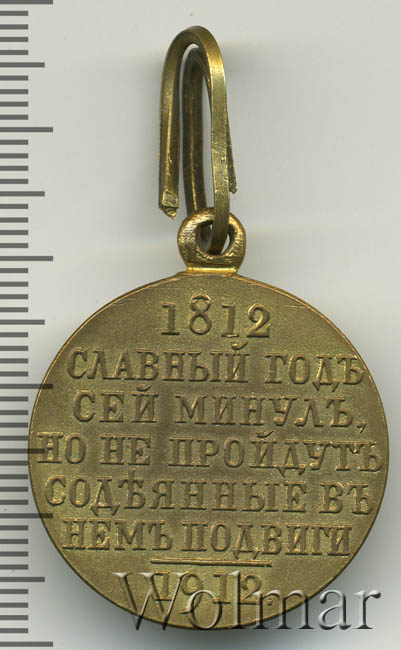 1812
СЛАВНЫЙ ГОДЪ
СЕЙ МИНУЛЪ,
НО НЕ ПРОЙДУТЪ
СОДѢЯННЫЕ ВЪ
НЕМЪ ПОДВИГИ
1912.
Wolmar